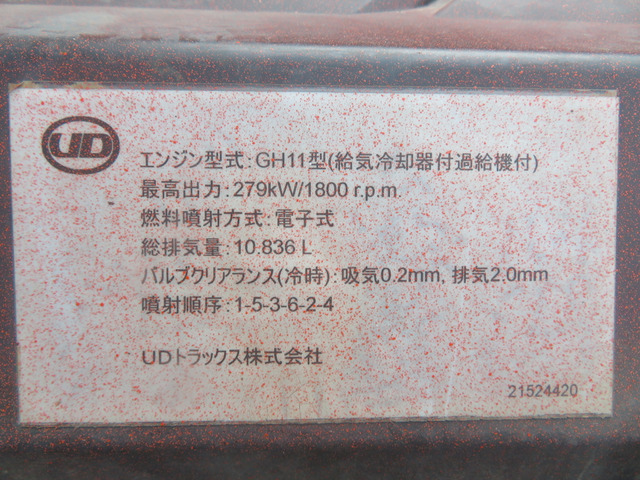 UD
エンジン型式:GH11型(給気冷却器付過給機付)
最高出力:279kW/1800 r.p.m.
燃料噴射方式:電子式
総排気量:10.836 L
バルブクリアランス(冷時):吸気0.2mm, 排気2.0mm
噴射順序:1-5-3-6-2-4
UDトラックス株式会社
21524420